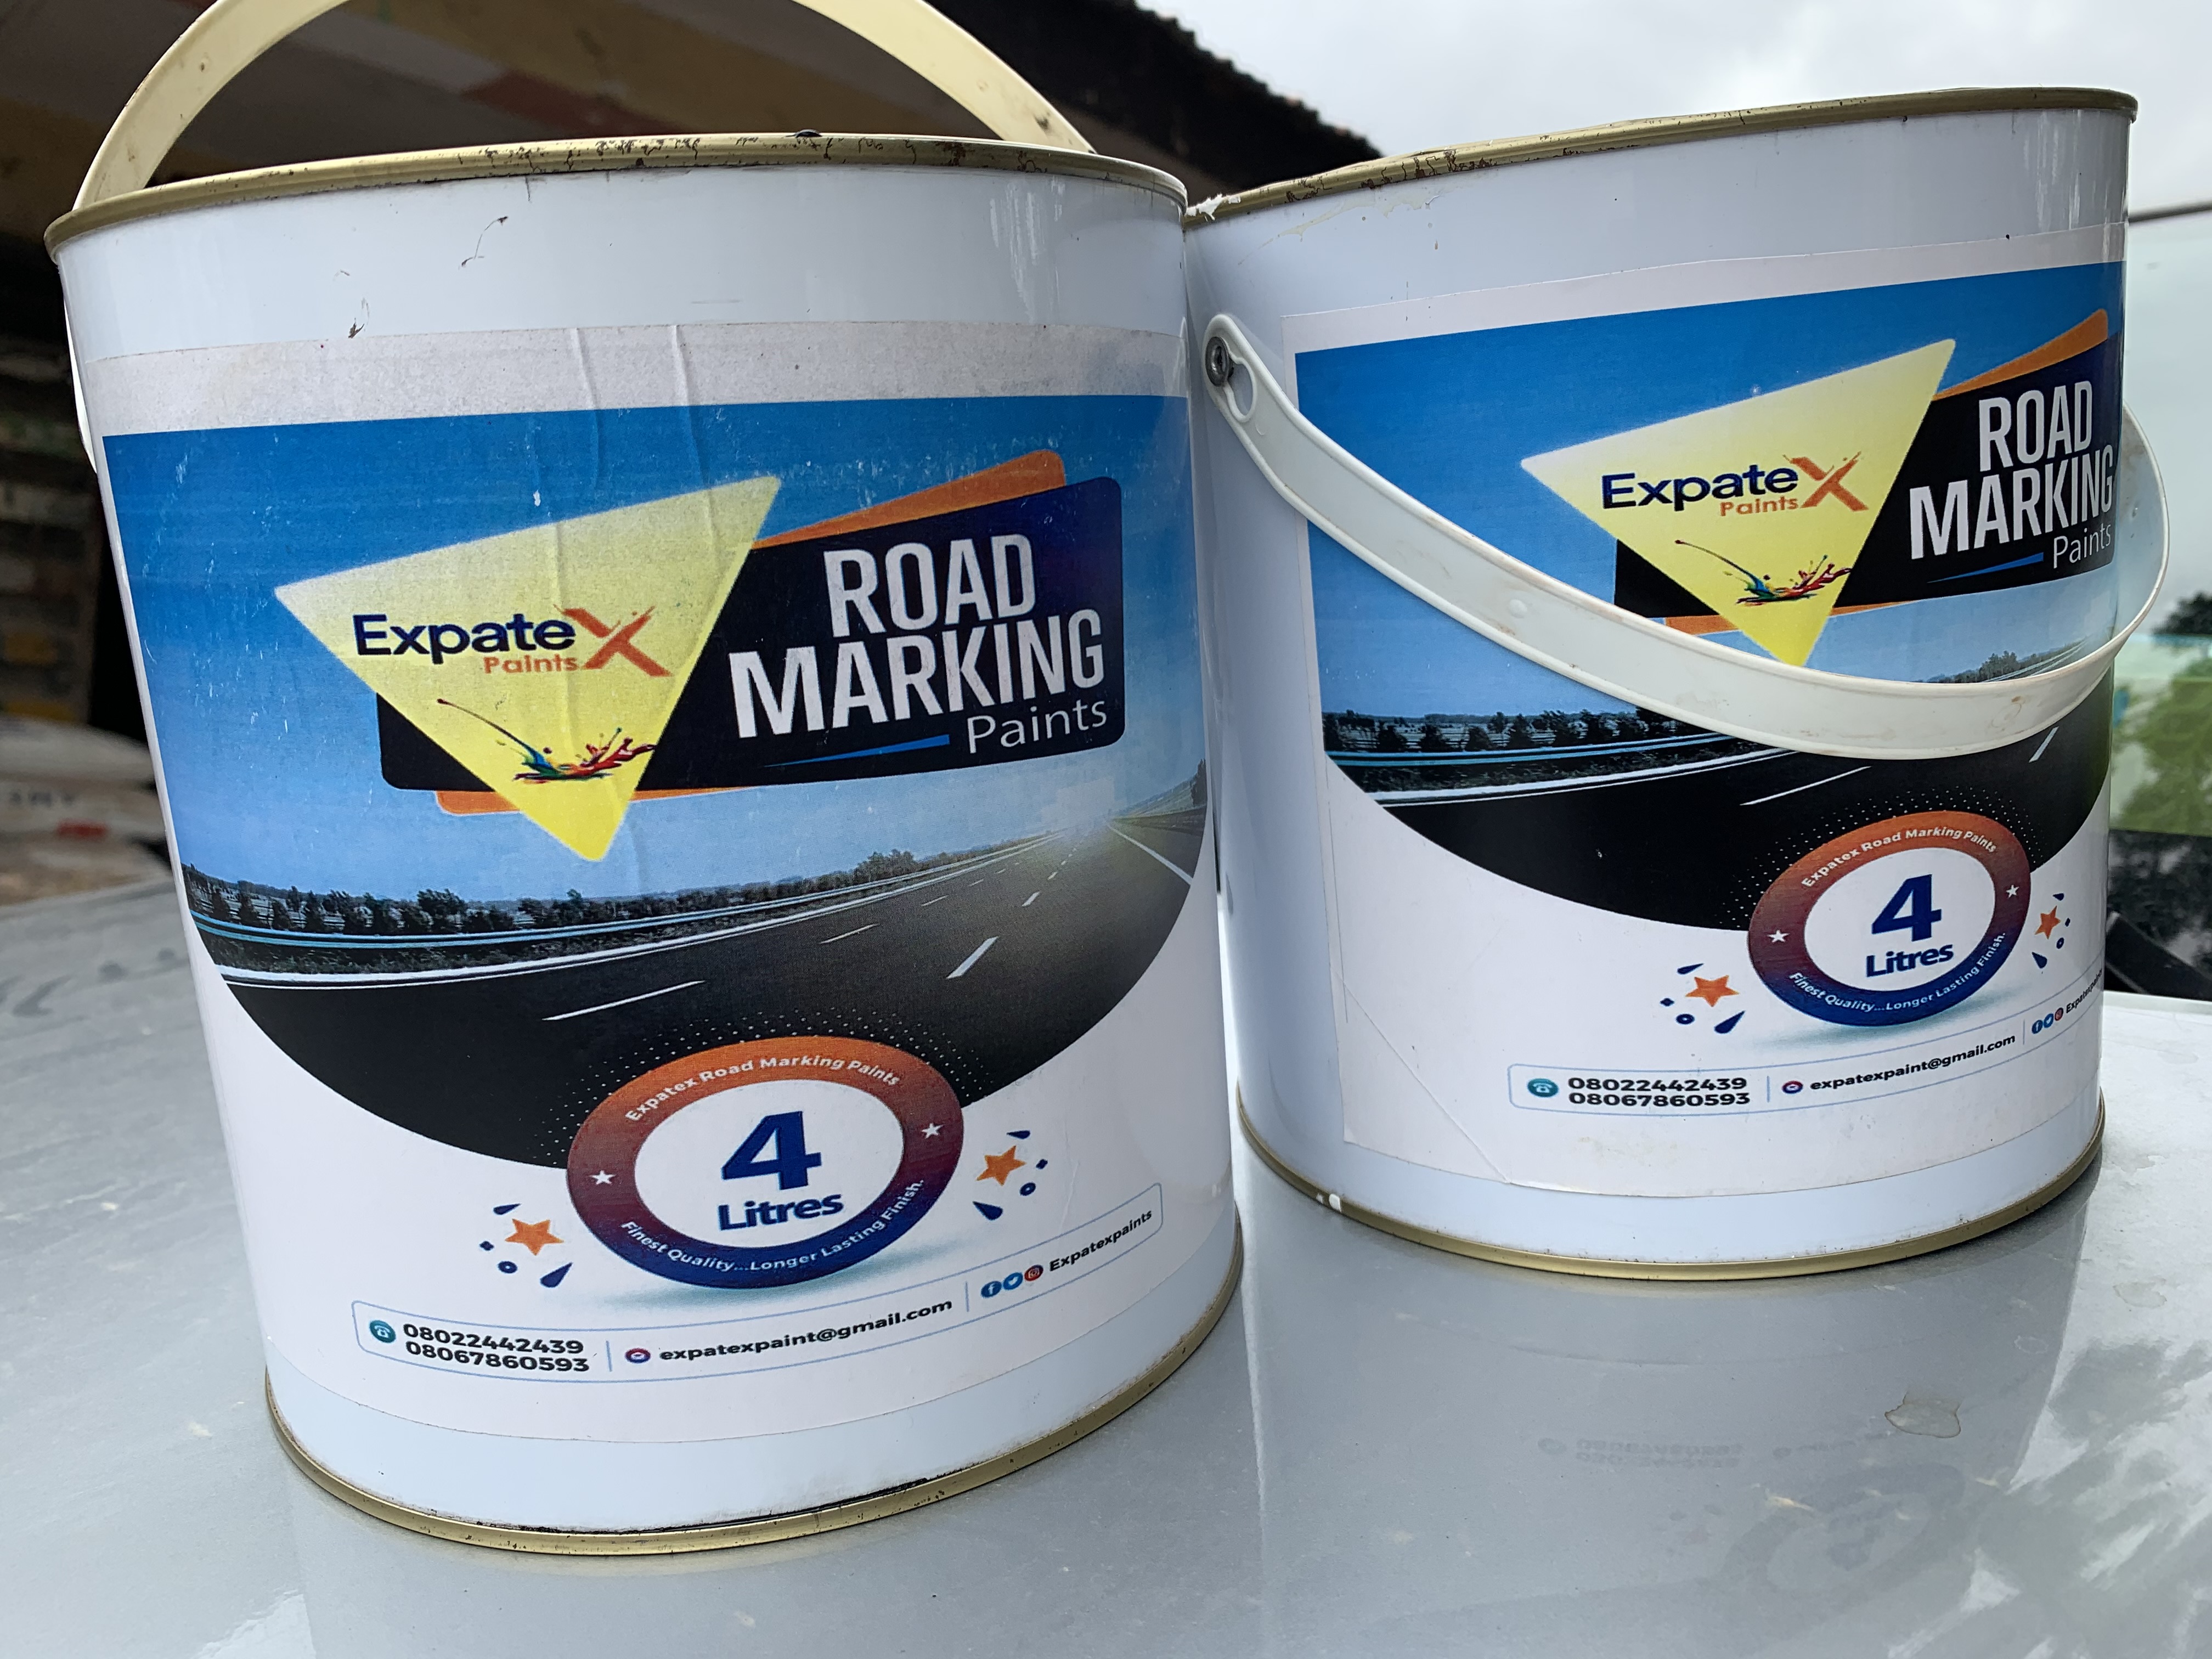 ExpateX
Paints
ROAD
MARKING
Paints
Expatex Road Marking Paints
4
Litres
Finest Quality...Longer Lasting Finish.
08022442439
08067860593
expatexpaint@gmail.com
Expatexpaints
ExpateX
Paints
ROAD
MARKING
Paints
Expatex Road Marking Paints
4
Litres
Finest Quality...Longer Lasting Finish.
08022442439
08067860593
expatexpaint@gmail.com